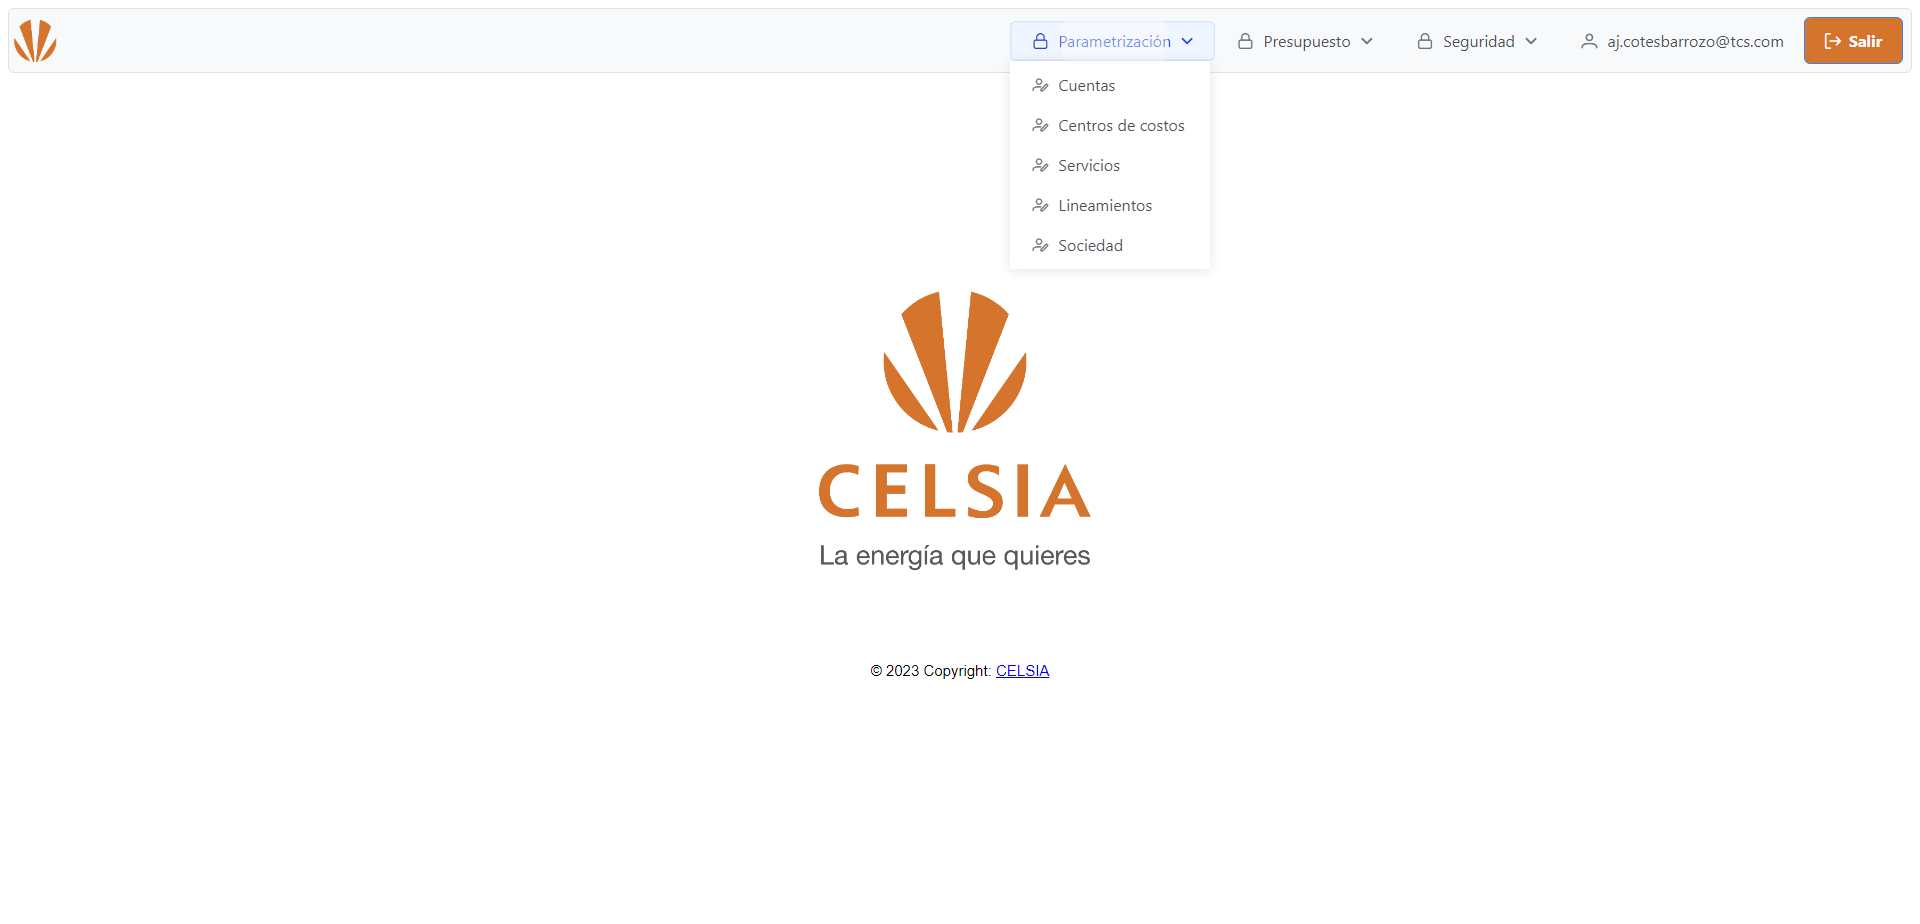 Parametrización Presupuesto Seguridad aj.cotesbarrozo@tcs.com Salir
Cuentas
Centros de costos
Servicios
Lineamientos
Sociedad
CELSIA
La energía que quieres
© 2023 Copyright: CELSIA